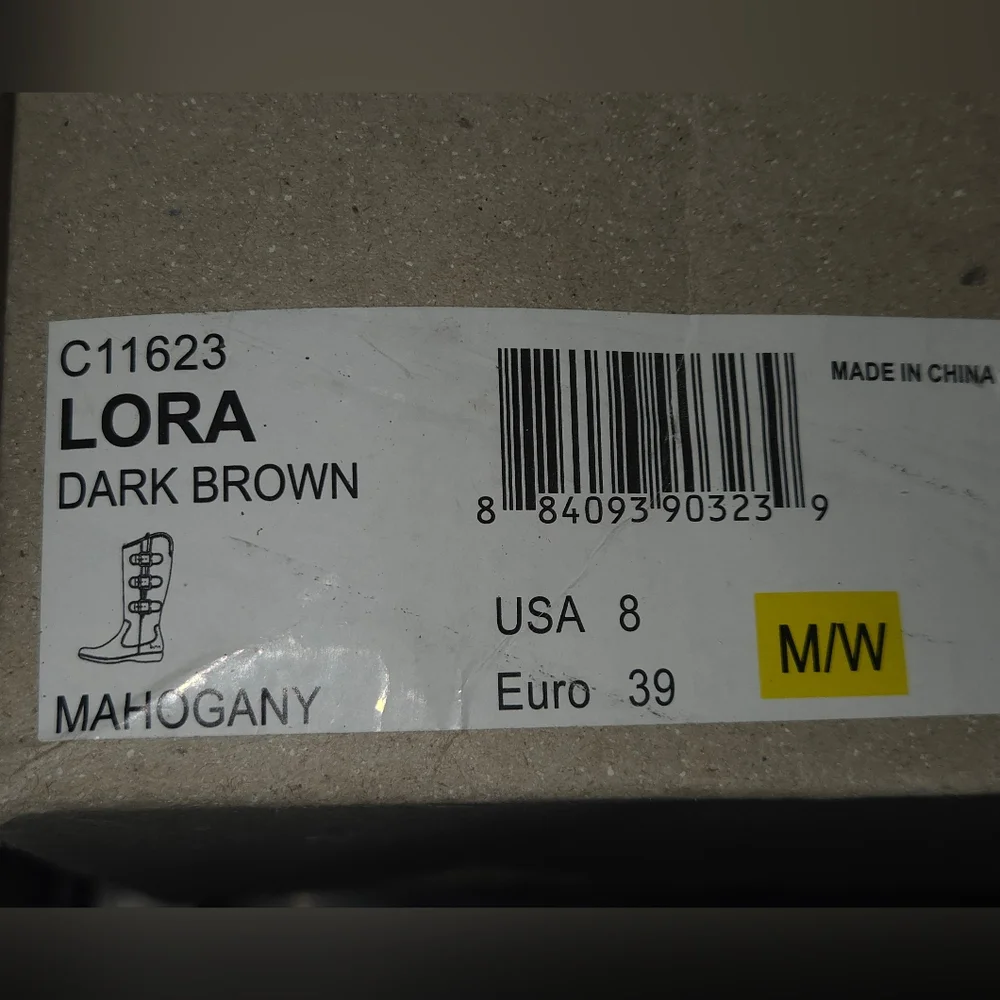 C11623
LORA
DARK BROWN
MAHOGANY
8 84093 90323 9
MADE IN CHINA
USA 8
Euro 39
M/W